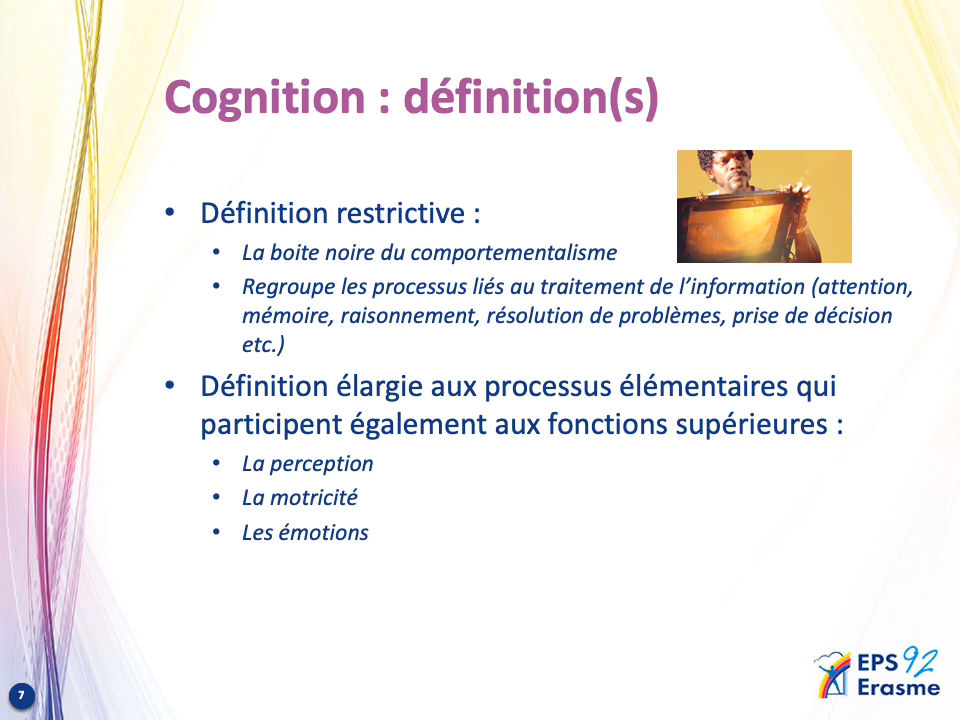 Cognition : définition(s)
• Définition restrictive :
• La boite noire du comportementalisme
• Regroupe les processus liés au traitement de l’information (attention,
mémoire, raisonnement, résolution de problèmes, prise de décision
etc.)
• Définition élargie aux processus élémentaires qui
participent également aux fonctions supérieures :
• La perception
• La motricité
• Les émotions
7
EPS 92
Erasme